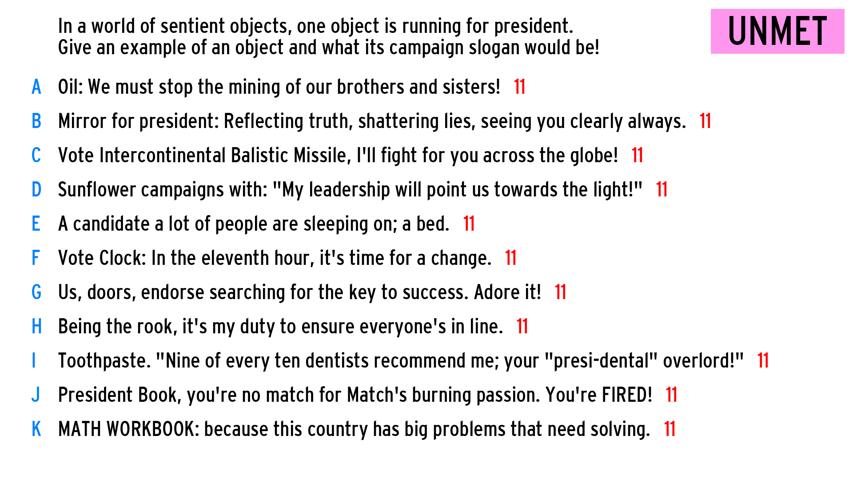 In a world of sentient objects, one object is running for president.
Give an example of an object and what its campaign slogan would be!
UNMET
A Oil: We must stop the mining of our brothers and sisters! 11
B Mirror for president: Reflecting truth, shattering lies, seeing you clearly always. 11
C Vote Intercontinental Balistic Missile, I'll fight for you across the globe! 11
D Sunflower campaigns with: "My leadership will point us towards the light!" 11
E A candidate a lot of people are sleeping on; a bed. 11
F Vote Clock: In the eleventh hour, it's time for a change. 11
G Us, doors, endorse searching for the key to success. Adore it! 11
H Being the rook, it's my duty to ensure everyone's in line. 11
I Toothpaste. "Nine of every ten dentists recommend me; your "presi-dental" overlord!" 11
J President Book, you're no match for Match's burning passion. You're FIRED! 11
K MATH WORKBOOK: because this country has big problems that need solving. 11